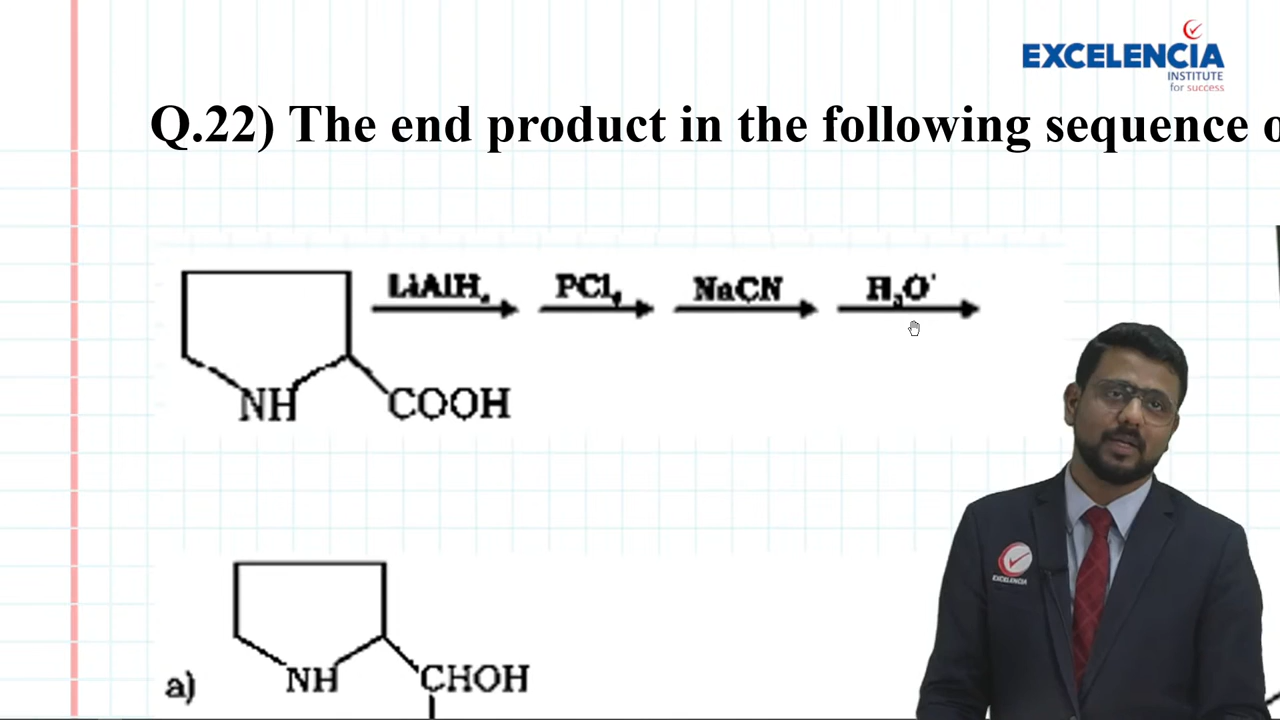 EXCELENCIA
INSTITUTE
for success
Q.22) The end product in the following sequence o
LiAlH₄ PCl₅ NaCN H₃O⁺
NH COOH
EXCELENCIA
a) NH CHOH